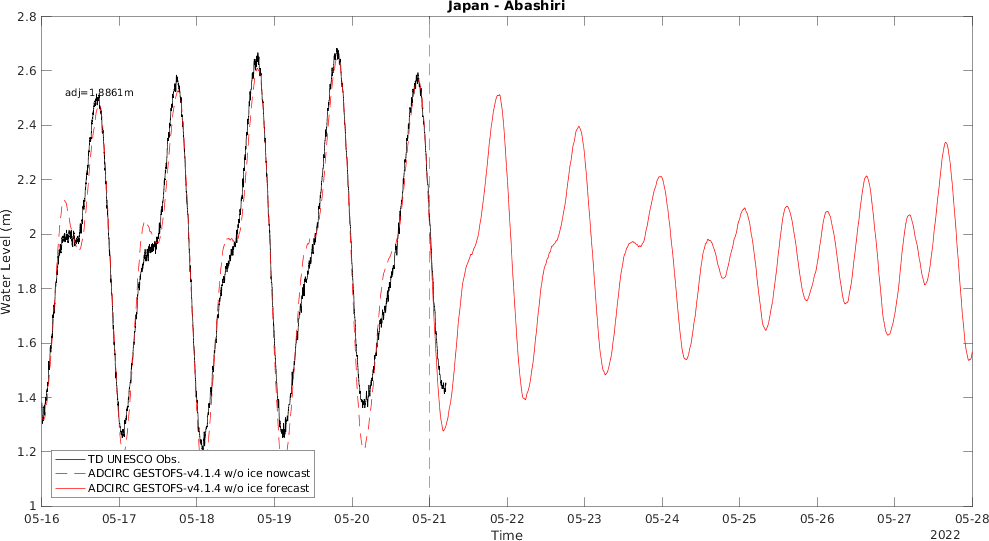 Japan - Abashiri
2.8
2.6
2.4
2.2
2
1.8
1.6
1.4
1.2
1
Water Level (m)
adj=1.8861m
TD UNESCO Obs.
ADCIRC GESTOFS-v4.1.4 w/o ice nowcast
ADCIRC GESTOFS-v4.1.4 w/o ice forecast
05-16 05-17 05-18 05-19 05-20 05-21 05-22 05-23 05-24 05-25 05-26 05-27 05-28
Time
2022